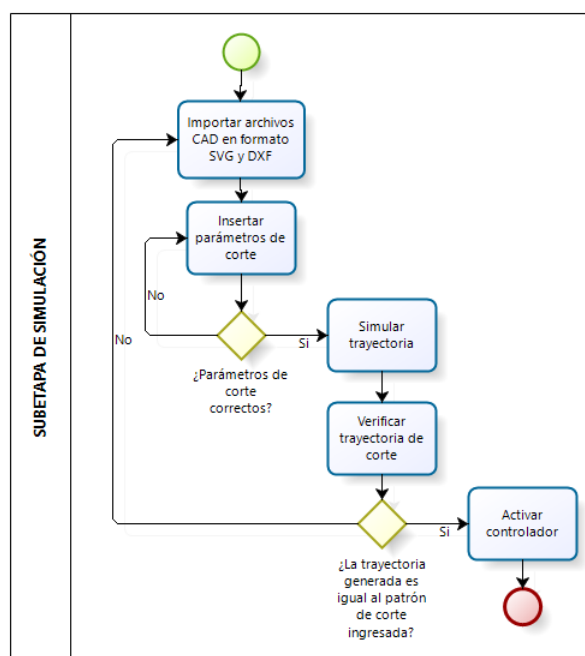 SUBETAPA DE SIMULACIÓN
Importar archivos
CAD en formato
SVG y DXF
Insertar
parámetros de
corte
No
No
¿Parámetros de
corte
correctos?
Si
Simular
trayectoria
Verificar
trayectoria de
corte
¿La trayectoria
generada es
igual al patrón
de corte
ingresada?
Si
Activar
controlador